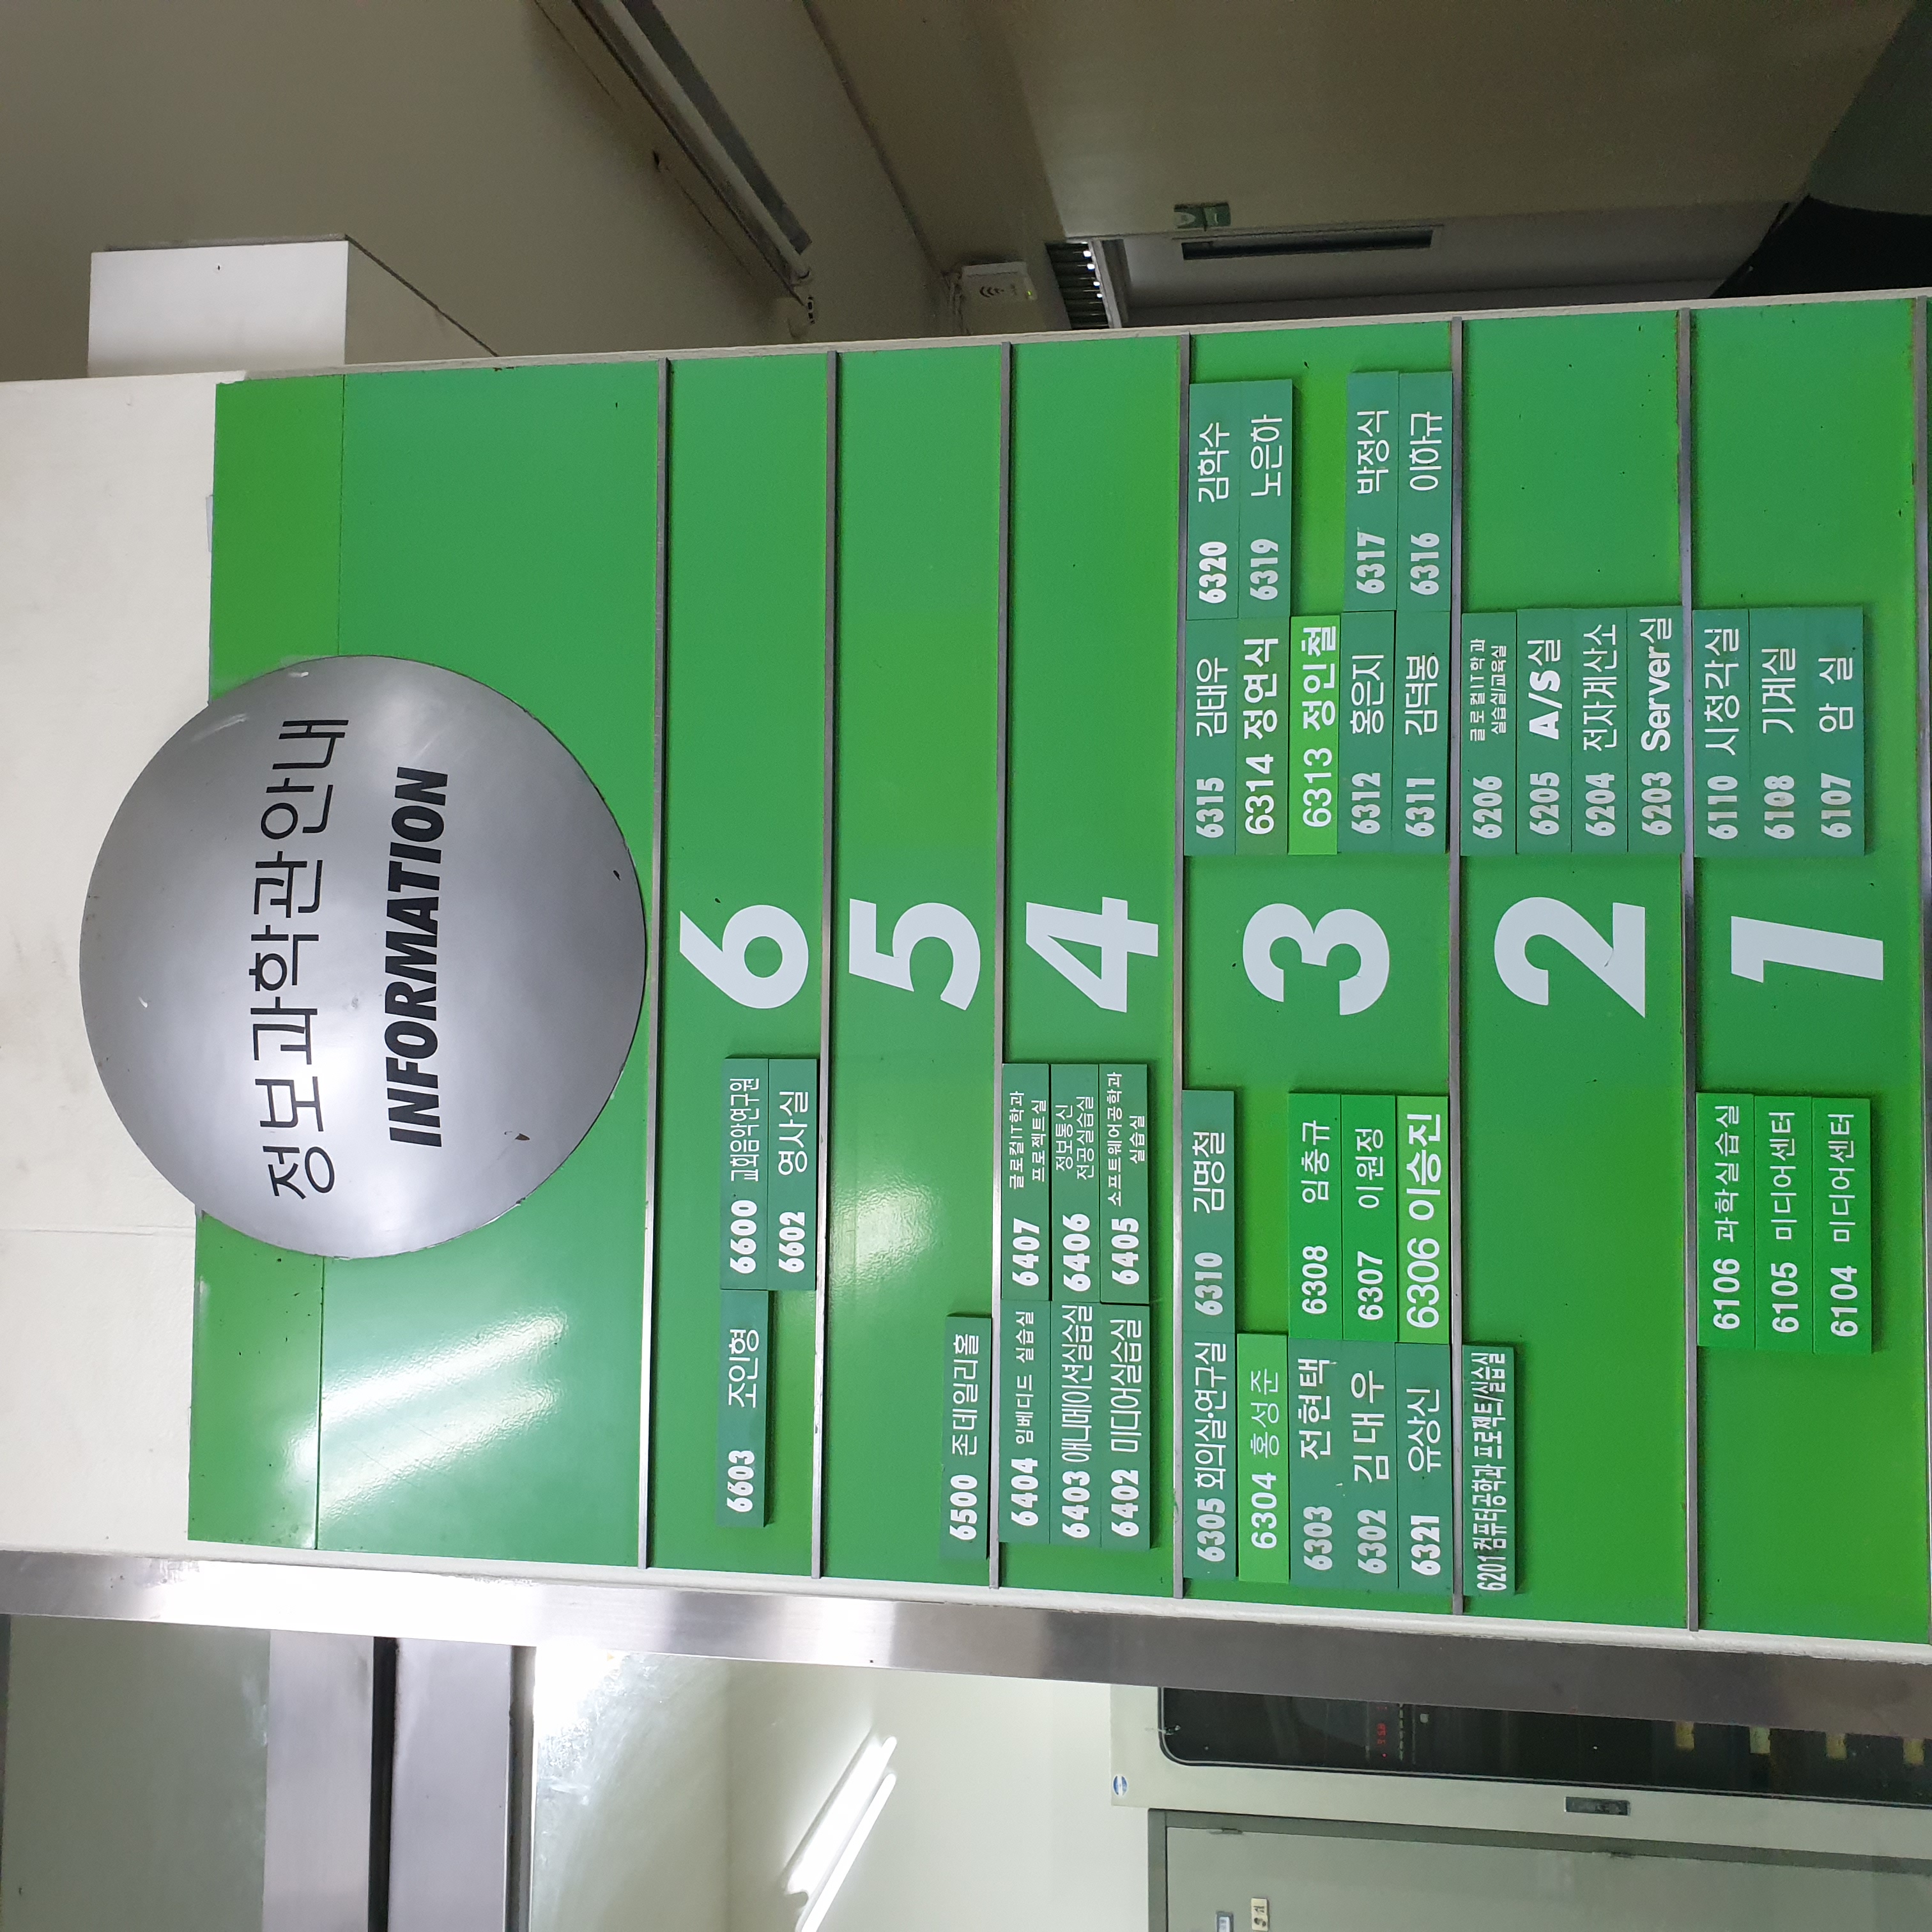 정보과학관안내
INFORMATION
6
6603 조인형
6600 교회음악연구원
6602 영사실
5
6500 존데일리홀
4
6404 임베디드 실습실
6407 글로컬IT학과
프로젝트실
6403 애니메이션실습실
6406 정보통신
전공실습실
6402 미디어실습실
6405 소프트웨어공학과
실습실
3
6305 회의실·연구실
6310 김명철
6315 김태우
6320 김학수
6304 홍성준
6314 정연식
6319 노은하
6303 전현택
6308 임충규
6313 정인철
6302 김대우
6307 이원정
6312 홍은지
6317 박정식
6321 유상신
6306 이승진
6311 김덕봉
6316 이하규
2
6201 컴퓨터공학과 프로젝트/실습실
6206 글로컬IT학과
실습실/교육실
6205 A/S실
6204 전자계산소
6203 Server실
1
6106 과학실습실
6110 시청각실
6105 미디어센터
6108 기계실
6104 미디어센터
6107 암 실